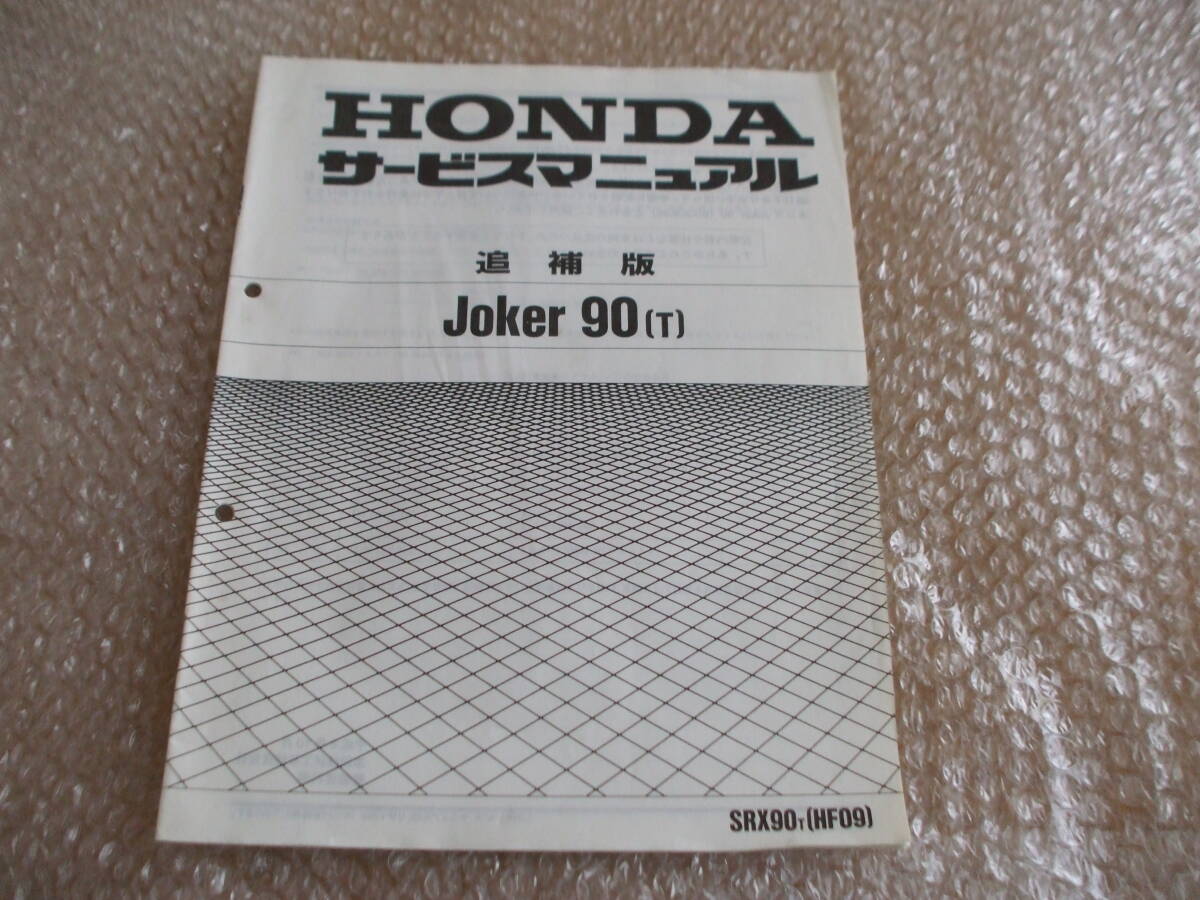 HONDA
サービスマニュアル
追補版
Joker 90 (T)
SRX90T (HF09)